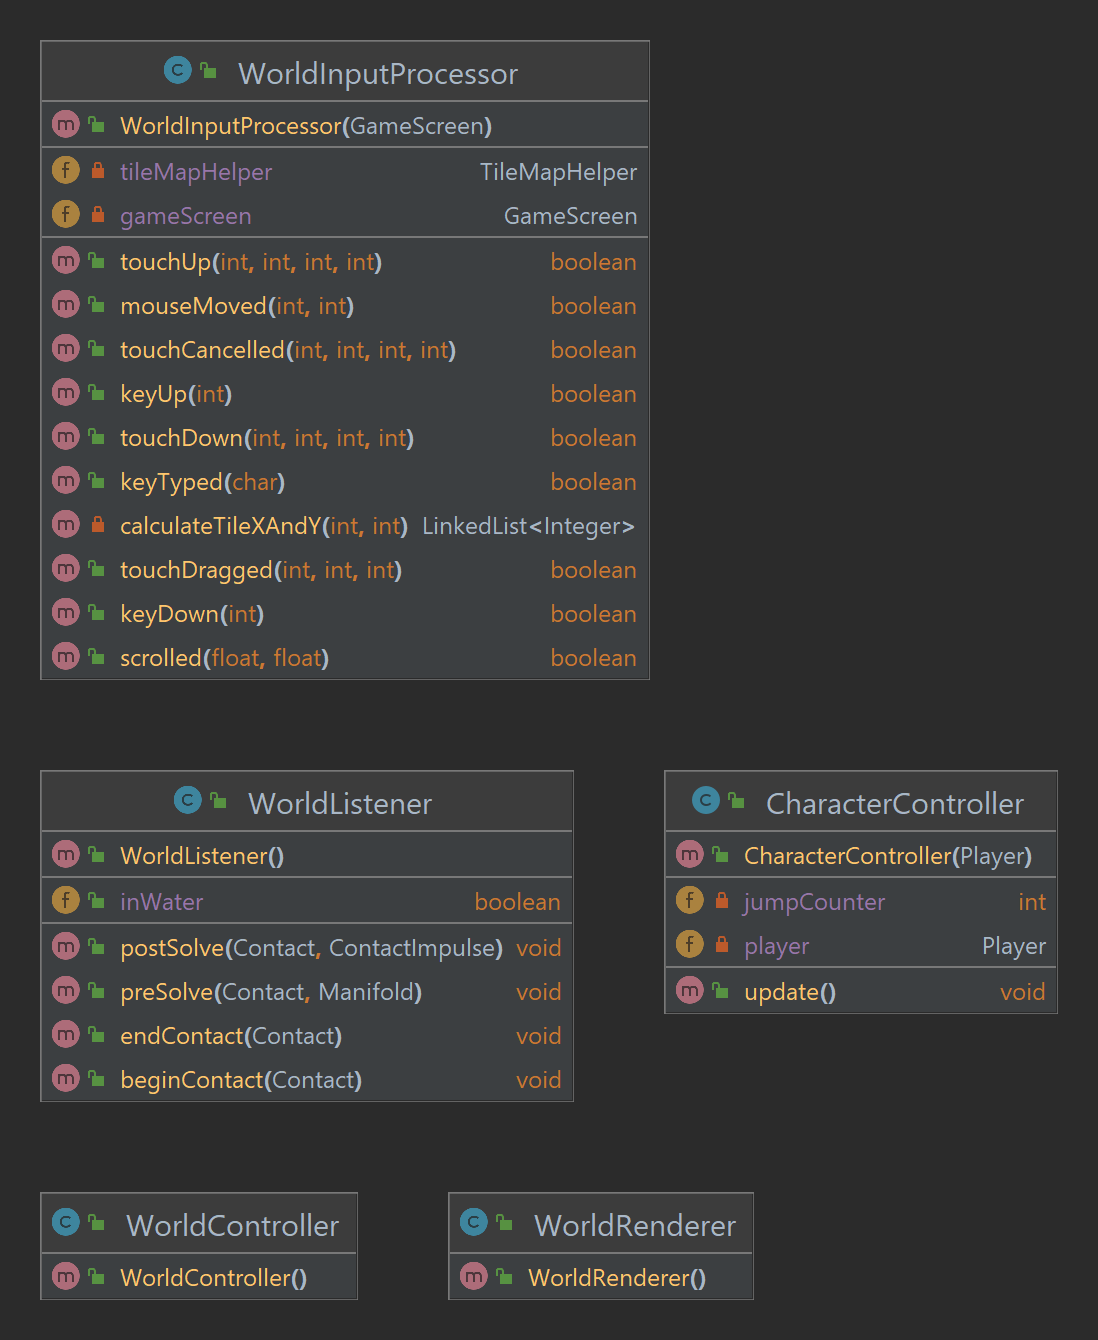 WorldInputProcessor
WorldInputProcessor(GameScreen)
tileMapHelper TileMapHelper
gameScreen GameScreen
touchUp(int, int, int, int) boolean
mouseMoved(int, int) boolean
touchCancelled(int, int, int, int) boolean
keyUp(int) boolean
touchDown(int, int, int, int) boolean
keyTyped(char) boolean
calculateTileXAndY(int, int) LinkedList<Integer>
touchDragged(int, int, int) boolean
keyDown(int) boolean
scrolled(float, float) boolean
WorldListener
WorldListener()
inWater boolean
postSolve(Contact, ContactImpulse) void
preSolve(Contact, Manifold) void
endContact(Contact) void
beginContact(Contact) void
CharacterController
CharacterController(Player)
jumpCounter int
player Player
update() void
WorldController
WorldController()
WorldRenderer
WorldRenderer()